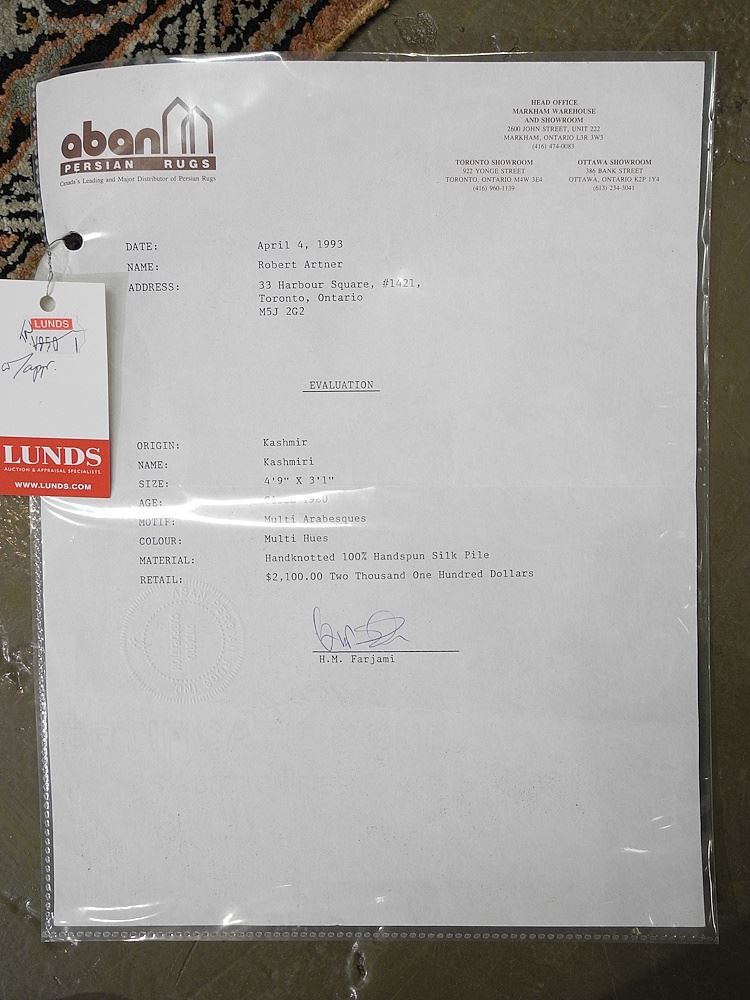 aban
PERSIAN RUGS
Canada's Leading and Major Distributor of Persian Rugs
HEAD OFFICE
MARKHAM WAREHOUSE
AND SHOWROOM
2600 JOHN STREET, UNIT 222
MARKHAM, ONTARIO L3R 3W3
(416) 474-0083
TORONTO SHOWROOM
922 YONGE STREET
TORONTO, ONTARIO M4W 3E4
(416) 960-1139
OTTAWA SHOWROOM
386 BANK STREET
OTTAWA, ONTARIO K2P 1Y4
(613) 234-3041
DATE: April 4, 1993
NAME: Robert Artner
ADDRESS: 33 Harbour Square, #1421,
Toronto, Ontario
M5J 2G2
EVALUATION
ORIGIN: Kashmir
NAME: Kashmiri
SIZE: 4'9" X 3'1"
AGE: Circa 1980
MOTIF: Multi Arabesques
COLOUR: Multi Hues
MATERIAL: Handknotted 100% Handspun Silk Pile
RETAIL: $2,100.00 Two Thousand One Hundred Dollars
H.M. Farjami
LUNDS
w/appr.
LUNDS
AUCTION & APPRAISAL SPECIALISTS
WWW.LUNDS.COM